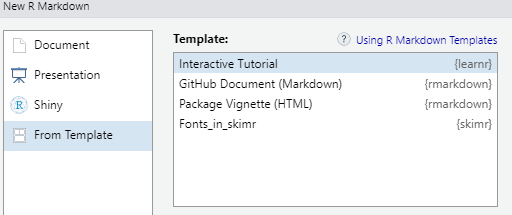 New R Markdown
Document
Presentation
R Shiny
From Template
Template:
? Using R Markdown Templates
Interactive Tutorial {learnr}
GitHub Document (Markdown) {rmarkdown}
Package Vignette (HTML) {rmarkdown}
Fonts_in_skimr {skimr}